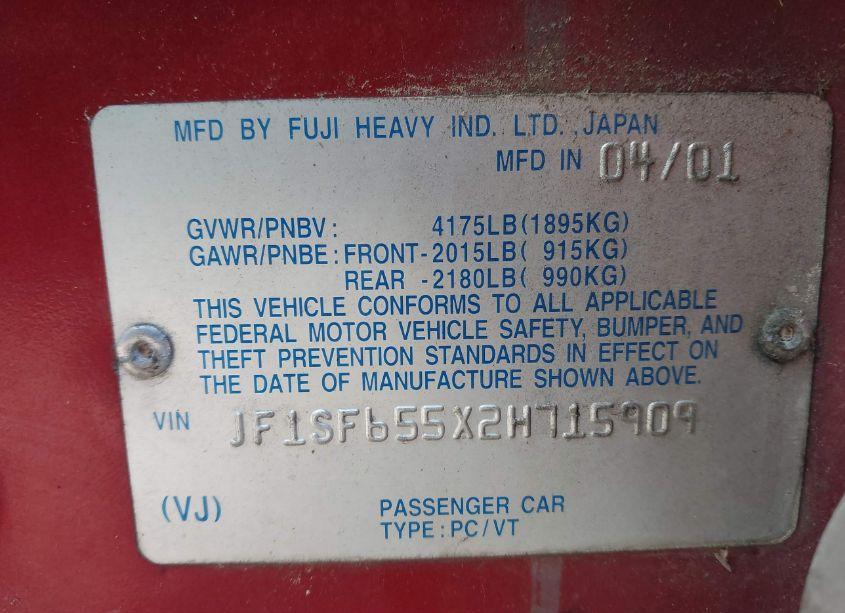 MFD BY FUJI HEAVY IND. LTD., JAPAN
MFD IN 04/01
GVWR/PNBV: 4175LB(1895KG)
GAWR/PNBE: FRONT-2015LB( 915KG)
REAR -2180LB( 990KG)
THIS VEHICLE CONFORMS TO ALL APPLICABLE
FEDERAL MOTOR VEHICLE SAFETY, BUMPER, AND
THEFT PREVENTION STANDARDS IN EFFECT ON
THE DATE OF MANUFACTURE SHOWN ABOVE.
VIN JF1SF655X2H715909
(VJ) PASSENGER CAR
TYPE: PC/VT